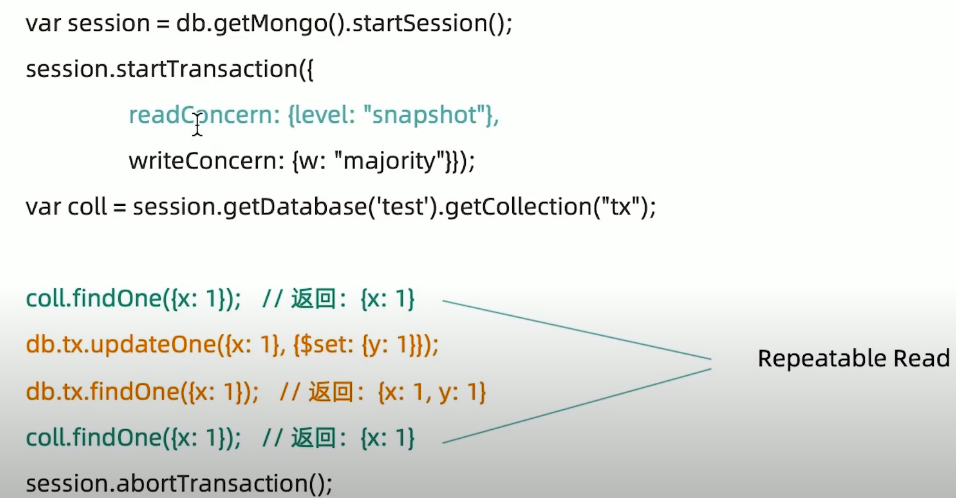 var session = db.getMongo().startSession();
session.startTransaction({
readConcern: {level: "snapshot"},
writeConcern: {w: "majority"}});
var coll = session.getDatabase('test').getCollection("tx");
coll.findOne({x: 1}); // 返回：{x: 1}
db.tx.updateOne({x: 1}, {$set: {y: 1}});
db.tx.findOne({x: 1}); // 返回：{x: 1, y: 1}
Repeatable Read
coll.findOne({x: 1}); // 返回：{x: 1}
session.abortTransaction();